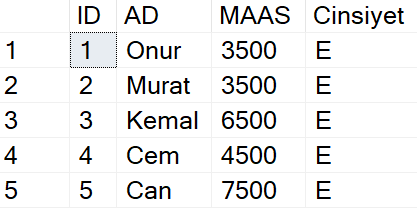 ID AD MAAS Cinsiyet
1 1 Onur 3500 E
2 2 Murat 3500 E
3 3 Kemal 6500 E
4 4 Cem 4500 E
5 5 Can 7500 E